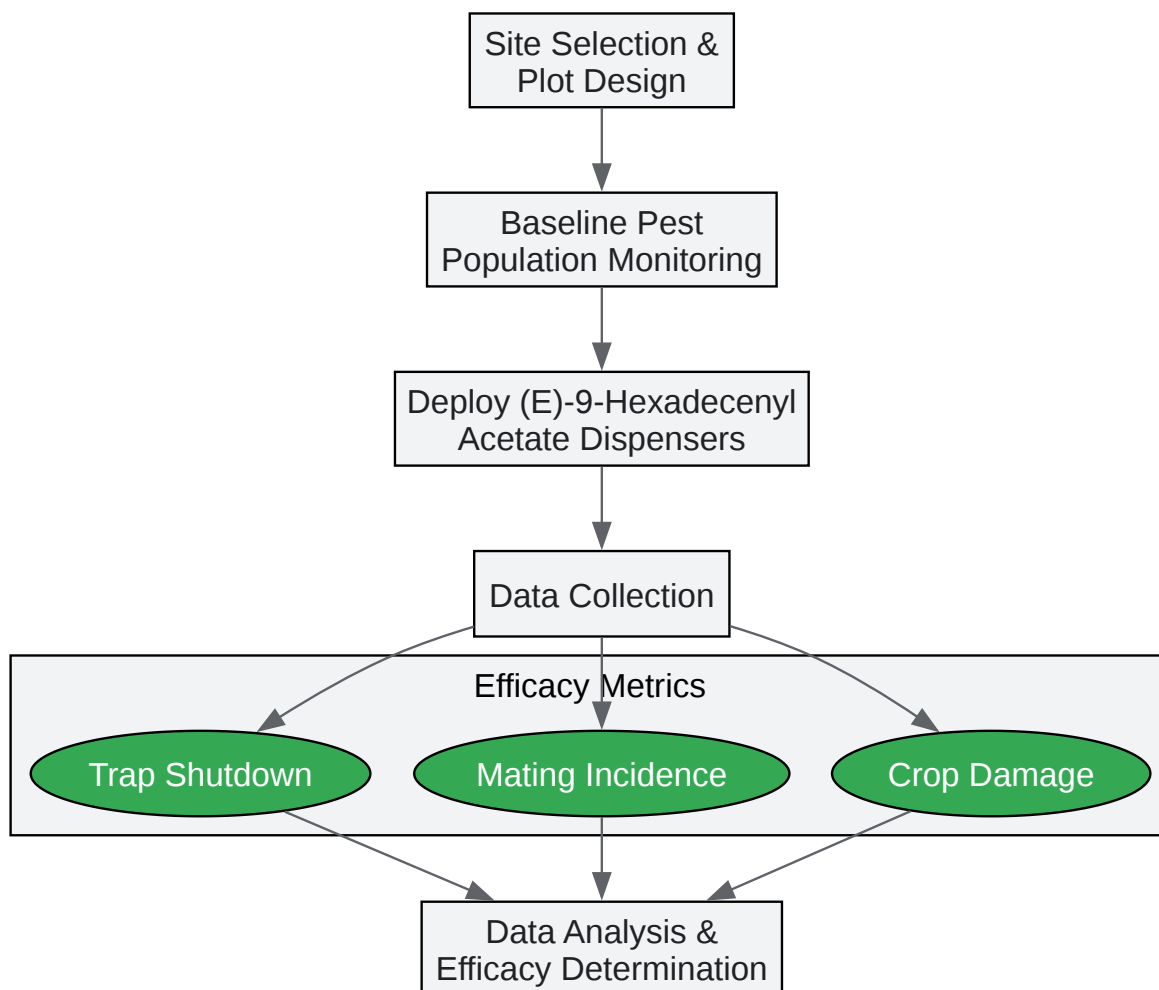 Site Selection &
Plot Design
Baseline Pest
Population Monitoring
Deploy (E)-9-Hexadecenyl
Acetate Dispensers
Data Collection
Efficacy Metrics
Trap Shutdown
Mating Incidence
Crop Damage
Data Analysis &
Efficacy Determination